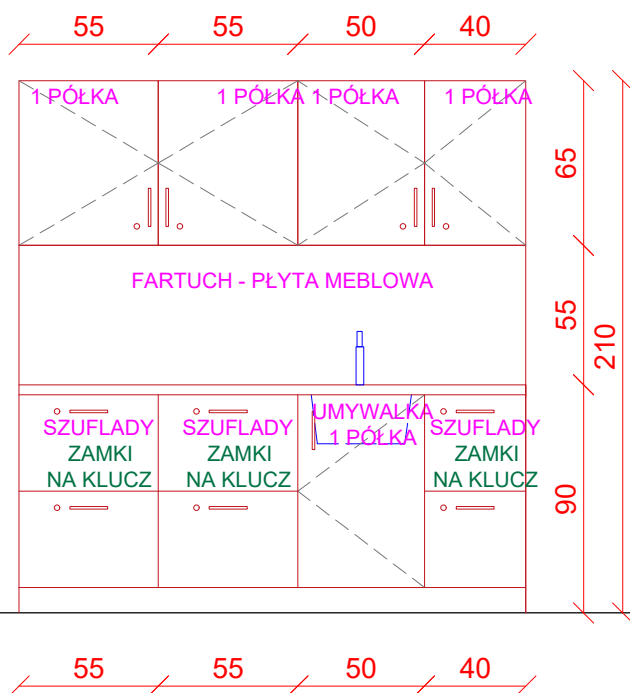 55 55 50 40
1 PÓŁKA 1 PÓŁKA 1 PÓŁKA 1 PÓŁKA
65
FARTUCH - PŁYTA MEBLOWA
55
210
UMYWALKA
1 PÓŁKA
SZUFLADY SZUFLADY SZUFLADY
ZAMKI ZAMKI ZAMKI
NA KLUCZ NA KLUCZ NA KLUCZ
90
55 55 50 40